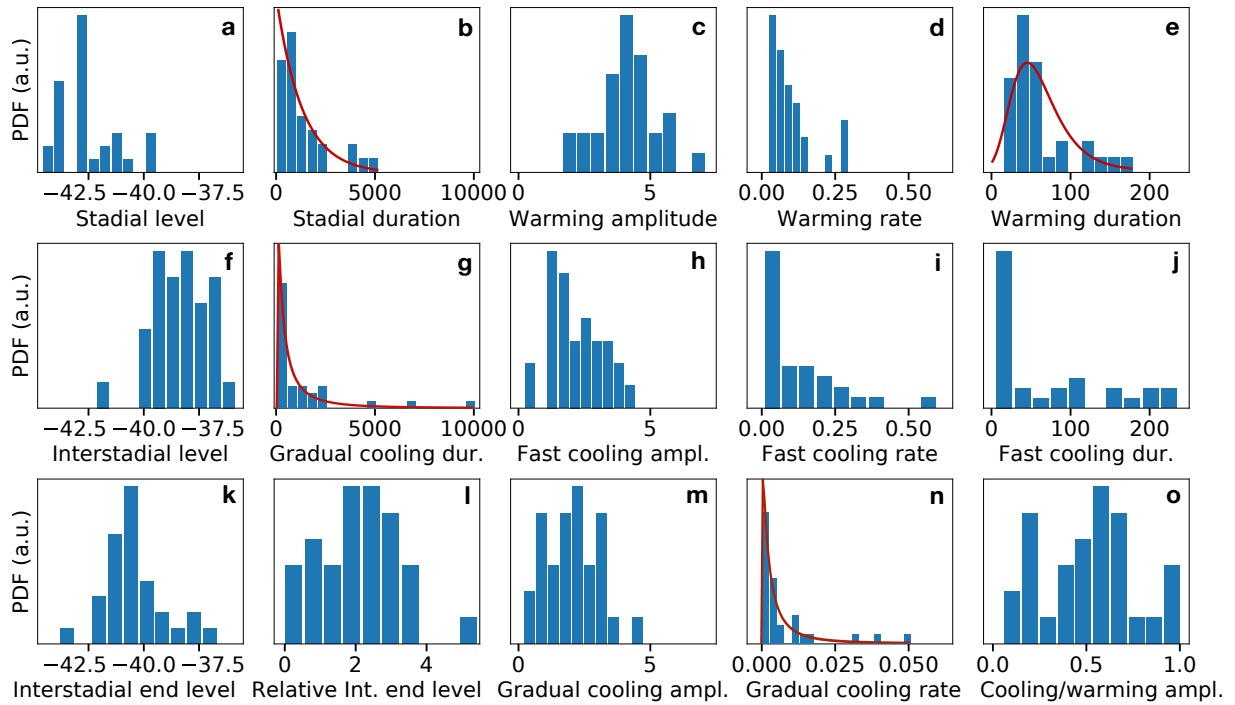 a b c d e
PDF (a.u.)
−42.5 −40.0 −37.5 0 5000 10000 5 0.00 0.25 0.50 0 100 200
Stadial level Stadial duration Warming amplitude Warming rate Warming duration
f g h i j
PDF (a.u.)
−42.5 −40.0 −37.5 0 5000 10000 5 0.00 0.25 0.50 0 100 200
Interstadial level Gradual cooling dur. Fast cooling ampl. Fast cooling rate Fast cooling dur.
k l m n o
PDF (a.u.)
−42.5 −40.0 −37.5 0 2 4 5 0.000 0.025 0.050 0.0 0.5 1.0
Interstadial end level Relative Int. end level Gradual cooling ampl. Gradual cooling rate Cooling/warming ampl.